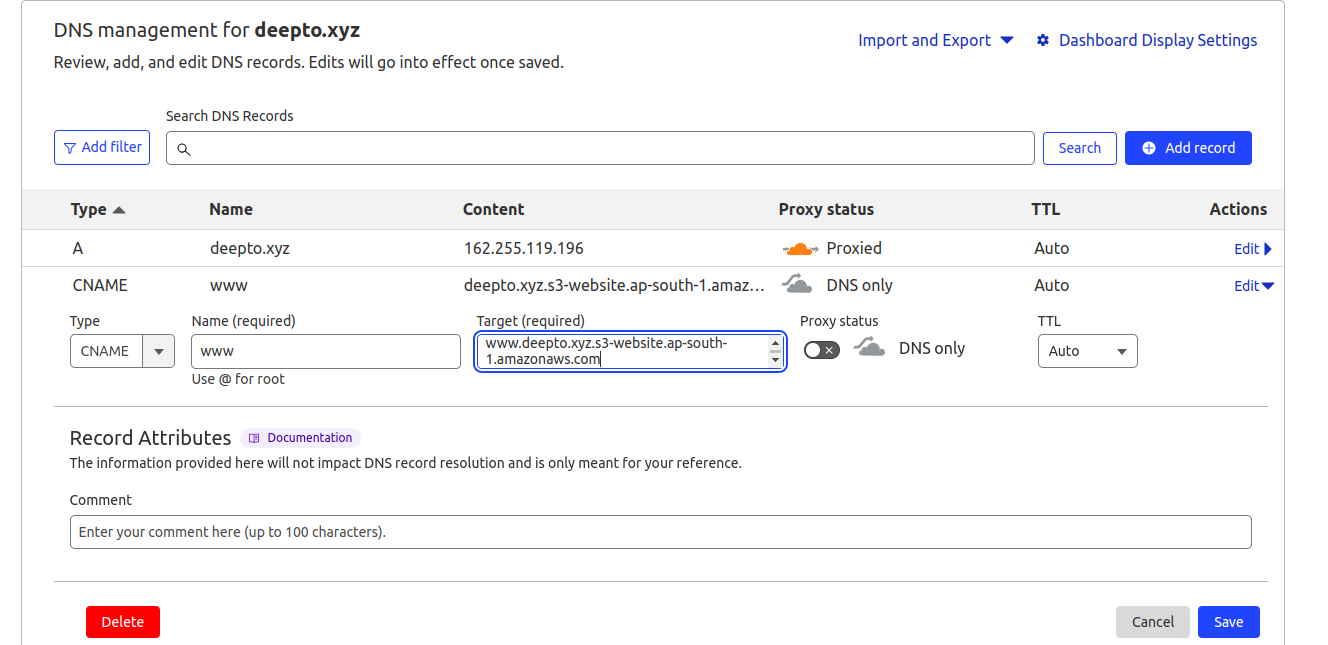 DNS management for deepto.xyz
Import and Export
Dashboard Display Settings
Review, add, and edit DNS records. Edits will go into effect once saved.
Search DNS Records
Add filter
Search
Add record
Type Name Content Proxy status TTL Actions
A deepto.xyz 162.255.119.196 Proxied Auto Edit
CNAME www deepto.xyz.s3-website.ap-south-1.amaz... DNS only Auto Edit
Type
CNAME
Name (required)
www
Use @ for root
Target (required)
www.deepto.xyz.s3-website.ap-south-
1.amazonaws.com
Proxy status
DNS only
TTL
Auto
Record Attributes
Documentation
The information provided here will not impact DNS record resolution and is only meant for your reference.
Comment
Enter your comment here (up to 100 characters).
Delete
Cancel
Save